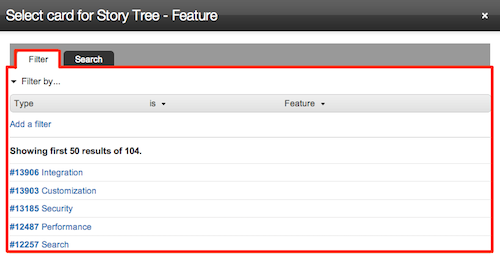 Select card for Story Tree - Feature ×
Filter Search
Filter by...
Type is Feature
Add a filter
Showing first 50 results of 104.
#13906 Integration
#13903 Customization
#13185 Security
#12487 Performance
#12257 Search